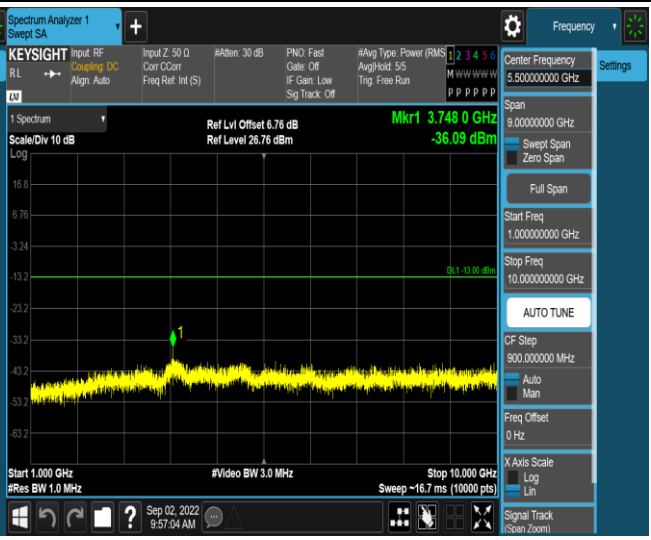 Spectrum Analyzer 1
Swept SA
Frequency
KEYSIGHT
RL
LXI
Input: RF
Coupling: DC
Align: Auto
Input Z: 50 Ω
Corr CCorr
Freq Ref: Int (S)
#Atten: 30 dB
PNO: Fast
Gate: Off
IF Gain: Low
Sig Track: Off
#Avg Type: Power (RMS
Avg|Hold: 5/5
Trig: Free Run
1 2 3 4 5 6
M W W W W W
P P P P P P
1 Spectrum
Scale/Div 10 dB
Log
Ref Lvl Offset 6.76 dB
Ref Level 26.76 dBm
Mkr1 3.748 0 GHz
-36.09 dBm
16.8
6.76
-3.24
-13.2
DL1 -13.00 dBm
-23.2
-33.2
1
-43.2
-53.2
-63.2
Start 1.000 GHz
#Res BW 1.0 MHz
#Video BW 3.0 MHz
Stop 10.000 GHz
Sweep ~16.7 ms (10000 pts)
?
Sep 02, 2022
9:57:04 AM
Center Frequency
5.500000000 GHz
Settings
Span
9.00000000 GHz
Swept Span
Zero Span
Full Span
Start Freq
1.000000000 GHz
Stop Freq
10.000000000 GHz
AUTO TUNE
CF Step
900.000000 MHz
Auto
Man
Freq Offset
0 Hz
X Axis Scale
Log
Lin
Signal Track
(Span Zoom)